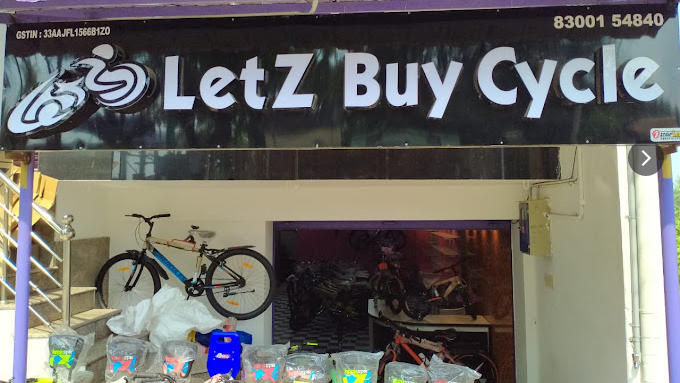 GSTIN : 33AAJFL1566B1ZO
83001 54840
LetZ Buy Cycle